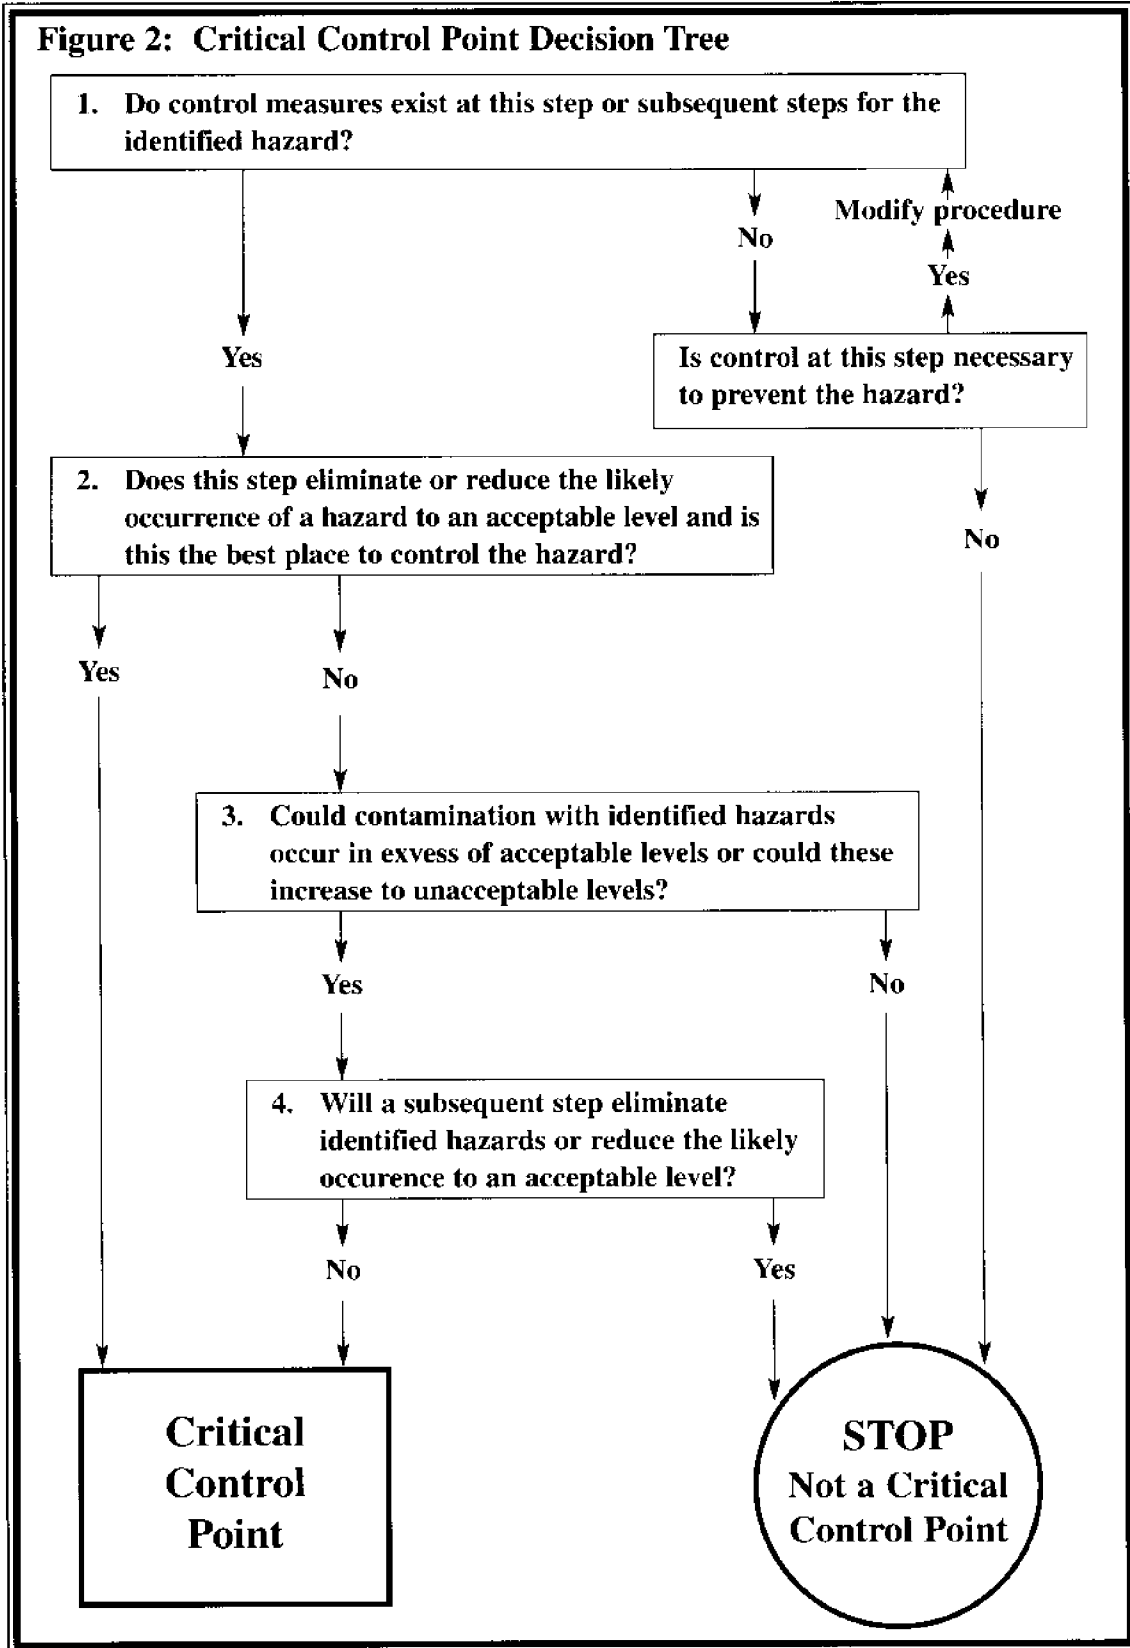 Figure 2: Critical Control Point Decision Tree
1. Do control measures exist at this step or subsequent steps for the
identified hazard?
Modify procedure
No
Yes
Yes
Is control at this step necessary
to prevent the hazard?
2. Does this step eliminate or reduce the likely
occurrence of a hazard to an acceptable level and is
this the best place to control the hazard?
No
Yes
No
3. Could contamination with identified hazards
occur in exvess of acceptable levels or could these
increase to unacceptable levels?
Yes
No
4. Will a subsequent step eliminate
identified hazards or reduce the likely
occurence to an acceptable level?
No
Yes
Critical
Control
Point
STOP
Not a Critical
Control Point